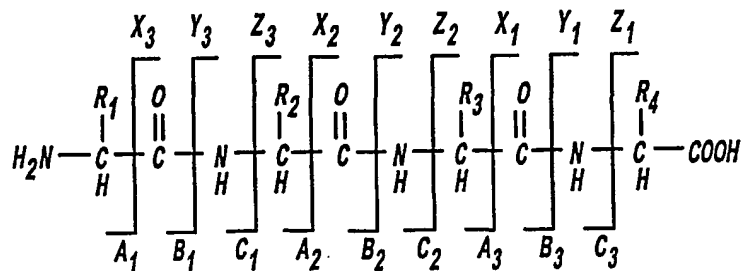 X3 Y3 Z3 X2 Y2 Z2 X1 Y1 Z1
R1 O R2 O R3 O R4
H2N C C N C C N C C N C COOH
H H H H H H H
A1 B1 C1 A2 B2 C2 A3 B3 C3